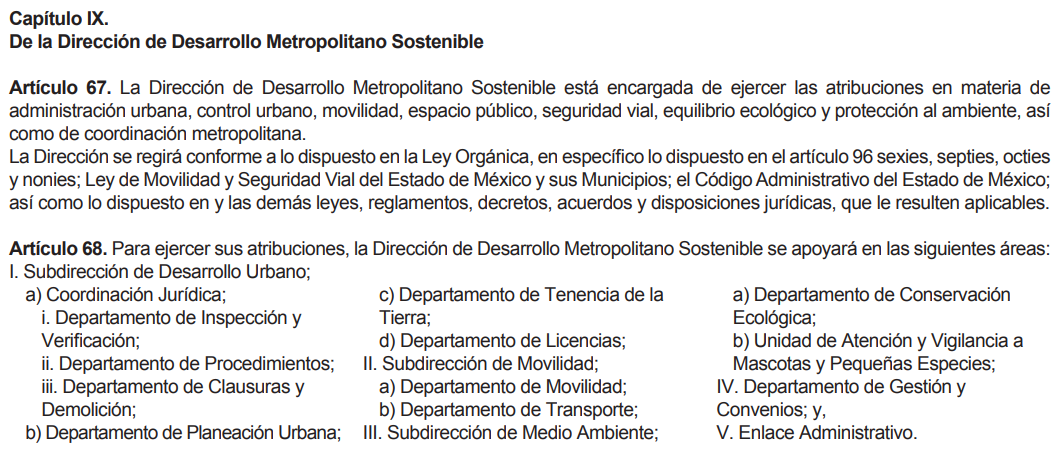 Capítulo IX.
De la Dirección de Desarrollo Metropolitano Sostenible
Artículo 67. La Dirección de Desarrollo Metropolitano Sostenible está encargada de ejercer las atribuciones en materia de
administración urbana, control urbano, movilidad, espacio público, seguridad vial, equilibrio ecológico y protección al ambiente, así
como de coordinación metropolitana.
La Dirección se regirá conforme a lo dispuesto en la Ley Orgánica, en específico lo dispuesto en el artículo 96 sexies, septies, octies
y nonies; Ley de Movilidad y Seguridad Vial del Estado de México y sus Municipios; el Código Administrativo del Estado de México;
así como lo dispuesto en y las demás leyes, reglamentos, decretos, acuerdos y disposiciones jurídicas, que le resulten aplicables.
Artículo 68. Para ejercer sus atribuciones, la Dirección de Desarrollo Metropolitano Sostenible se apoyará en las siguientes áreas:
I. Subdirección de Desarrollo Urbano;
a) Coordinación Jurídica;
i. Departamento de Inspección y
Verificación;
ii. Departamento de Procedimientos;
iii. Departamento de Clausuras y
Demolición;
b) Departamento de Planeación Urbana;
c) Departamento de Tenencia de la
Tierra;
d) Departamento de Licencias;
II. Subdirección de Movilidad;
a) Departamento de Movilidad;
b) Departamento de Transporte;
III. Subdirección de Medio Ambiente;
a) Departamento de Conservación
Ecológica;
b) Unidad de Atención y Vigilancia a
Mascotas y Pequeñas Especies;
IV. Departamento de Gestión y
Convenios; y,
V. Enlace Administrativo.